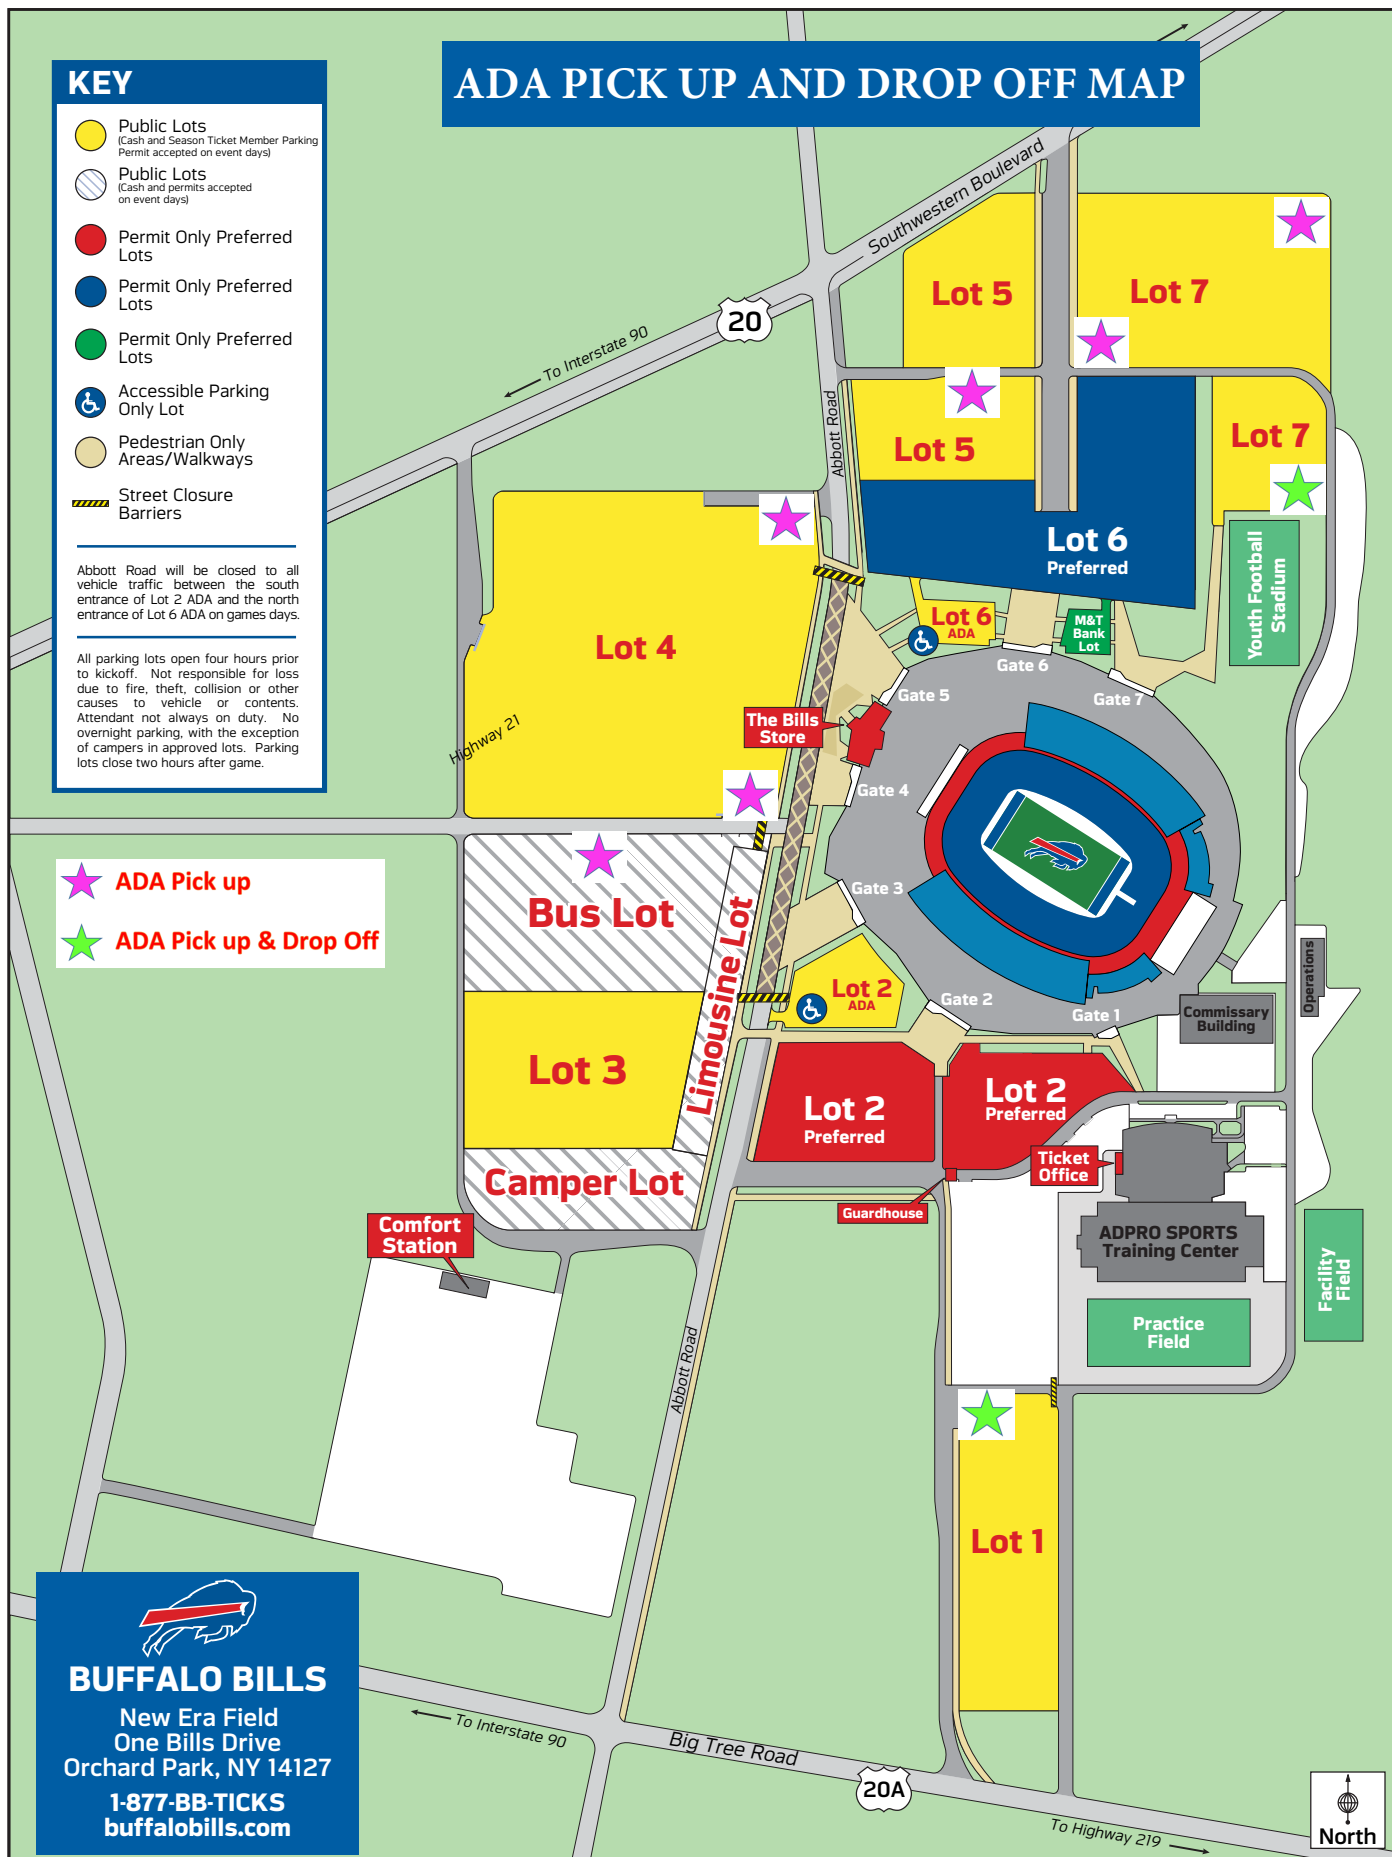 ADA PICK UP AND DROP OFF MAP
KEY
Public Lots
(Cash and Season Ticket Member Parking
Permit accepted on event days)
Public Lots
(Cash and permits accepted
on event days)
Permit Only Preferred
Lots
Permit Only Preferred
Lots
Permit Only Preferred
Lots
Accessible Parking
Only Lot
Pedestrian Only
Areas/Walkways
Street Closure
Barriers
Abbott Road will be closed to all
vehicle traffic between the south
entrance of Lot 2 ADA and the north
entrance of Lot 6 ADA on games days.
All parking lots open four hours prior
to kickoff. Not responsible for loss
due to fire, theft, collision or other
causes to vehicle or contents.
Attendant not always on duty. No
overnight parking, with the exception
of campers in approved lots. Parking
lots close two hours after game.
ADA Pick up
ADA Pick up & Drop Off
Southwestern Boulevard
20
To Interstate 90
Abbott Road
Lot 5
Lot 7
Lot 5
Lot 7
Lot 6
Preferred
Lot 6
ADA
M&T
Bank
Lot
Youth Football
Stadium
Lot 4
Highway 21
The Bills
Store
Gate 6
Gate 5
Gate 7
Gate 4
Gate 3
Gate 2
Gate 1
Bus Lot
Limousine Lot
Lot 3
Camper Lot
Lot 2
ADA
Lot 2
Preferred
Lot 2
Preferred
Commissary
Building
Operations
Ticket
Office
Guardhouse
ADPRO SPORTS
Training Center
Practice
Field
Facility
Field
Comfort
Station
Abbott Road
Lot 1
BUFFALO BILLS
New Era Field
One Bills Drive
Orchard Park, NY 14127
1-877-BB-TICKS
buffalobills.com
To Interstate 90
Big Tree Road
20A
To Highway 219
North